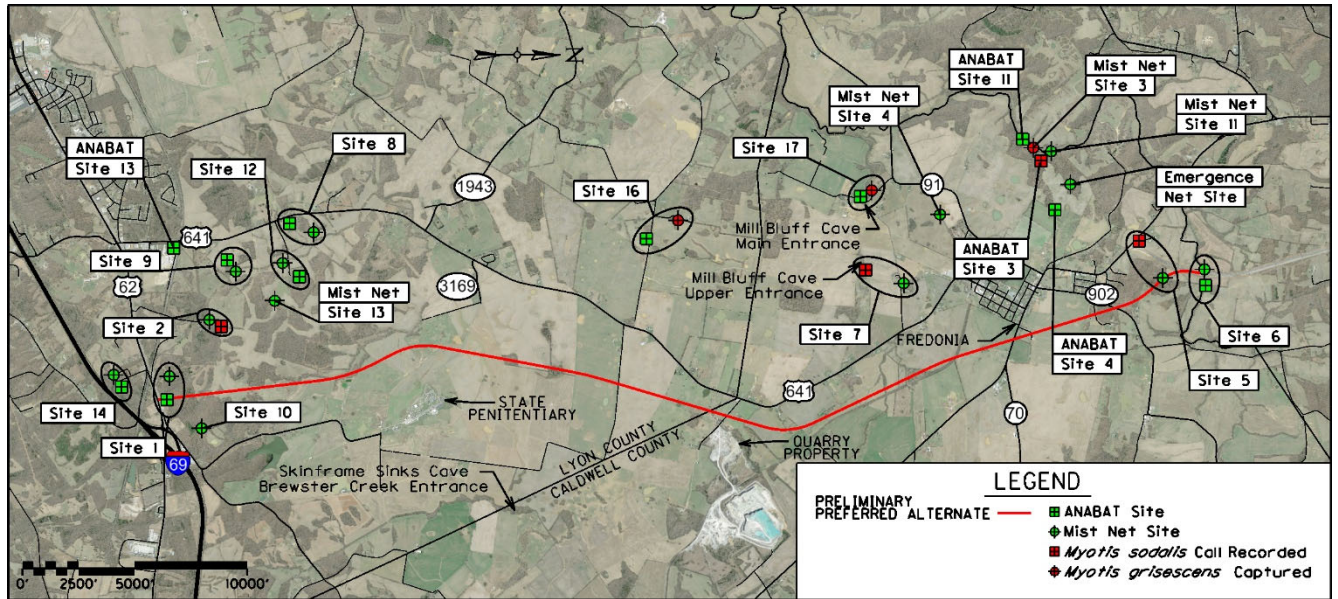 N
ANABAT
Site 13
Site 12
Site 8
1943
Site 16
Site 17
Mist Net
Site 4
91
ANABAT
Site 11
Mist Net
Site 3
Mist Net
Site 11
Emergence
Net Site
641
Site 9
62
3169
Mist Net
Site 13
Site 2
Mill Bluff Cave
Main Entrance
Mill Bluff Cave
Upper Entrance
Site 7
ANABAT
Site 3
902
FREDONIA
ANABAT
Site 4
Site 6
Site 5
Site 14
Site 1
Site 10
69
STATE
PENITENTIARY
641
70
LYON COUNTY
CALDWELL COUNTY
QUARRY
PROPERTY
Skinframe Sinks Cave
Brewster Creek Entrance
LEGEND
PRELIMINARY
PREFERRED ALTERNATE
ANABAT Site
Mist Net Site
Myotis sodalis Call Recorded
Myotis grisescens Captured
0' 2500' 5000' 10000'